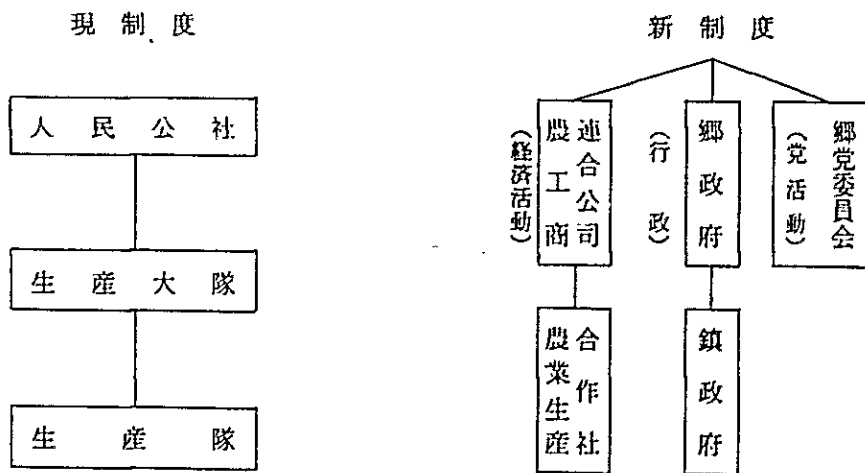 現制度
人民公社
生産大隊
生産隊
新制度
農工商
連合公司
(経済活動)
郷政府
(行政)
郷党委員会
(党活動)
農業生産
合作社
鎮政府